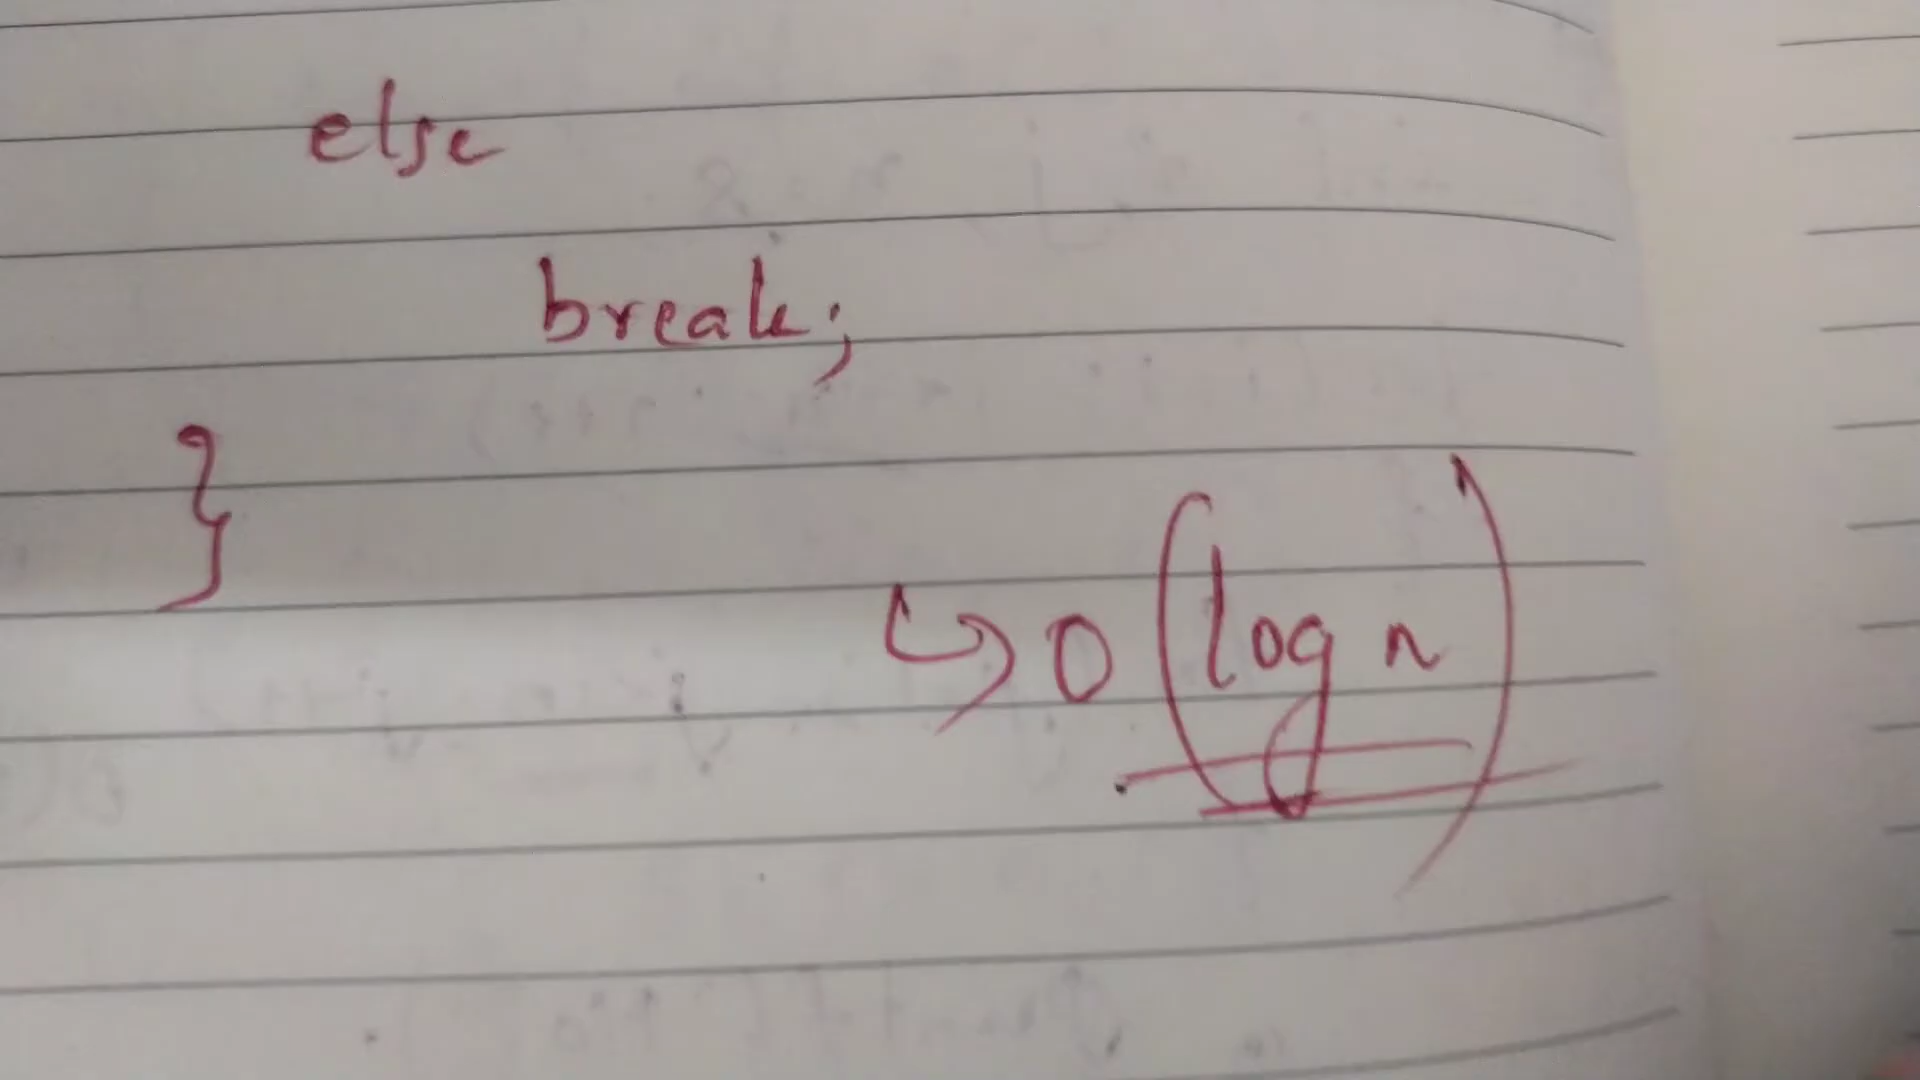 else
break;
}
↳ O(log n)